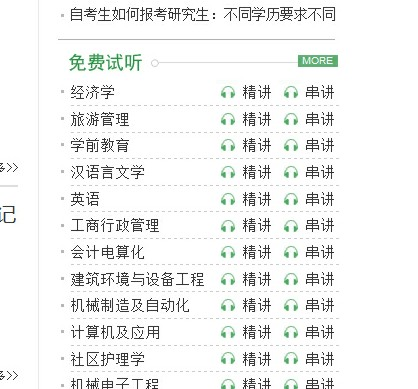 自考生如何报考研究生：不同学历要求不同
免费试听 MORE
经济学 精讲 串讲
旅游管理 精讲 串讲
学前教育 精讲 串讲
汉语言文学 精讲 串讲
多>>
英语 精讲 串讲
记
工商行政管理 精讲 串讲
会计电算化 精讲 串讲
建筑环境与设备工程 精讲 串讲
机械制造及自动化 精讲 串讲
计算机及应用 精讲 串讲
社区护理学 精讲 串讲
多>>
机械电子工程 精讲 串讲